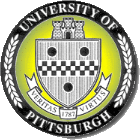 UNIVERSITY OF
VERITAS 1787 VIRTUS
PITTSBURGH